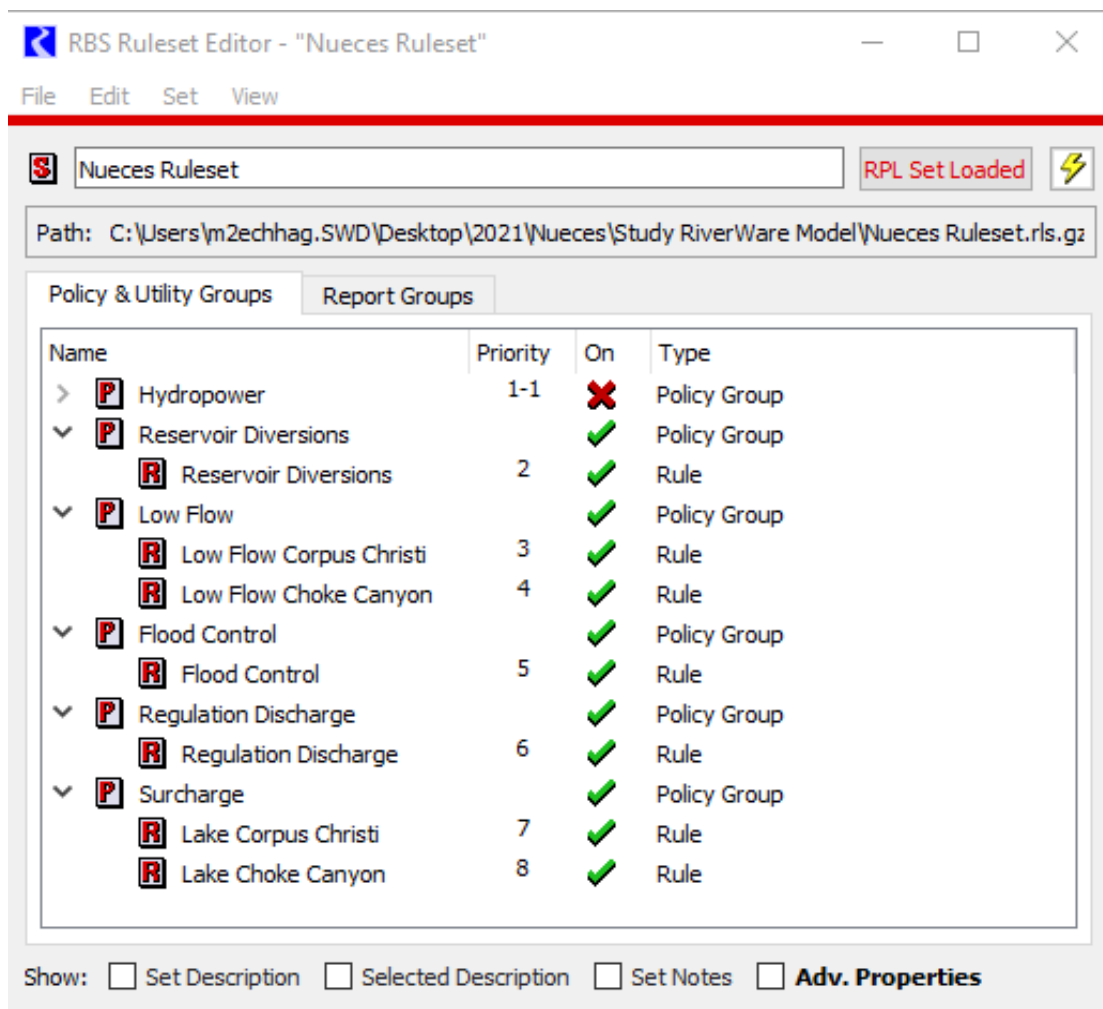 RBS Ruleset Editor - "Nueces Ruleset"
File Edit Set View
S Nueces Ruleset RPL Set Loaded
Path: C:\Users\m2echhag.SWD\Desktop\2021\Nueces\Study RiverWare Model\Nueces Ruleset.rls.gz
Policy & Utility Groups Report Groups
Name Priority On Type
P Hydropower 1-1 Policy Group
P Reservoir Diversions Policy Group
R Reservoir Diversions 2 Rule
P Low Flow Policy Group
R Low Flow Corpus Christi 3 Rule
R Low Flow Choke Canyon 4 Rule
P Flood Control Policy Group
R Flood Control 5 Rule
P Regulation Discharge Policy Group
R Regulation Discharge 6 Rule
P Surcharge Policy Group
R Lake Corpus Christi 7 Rule
R Lake Choke Canyon 8 Rule
Show: Set Description Selected Description Set Notes Adv. Properties